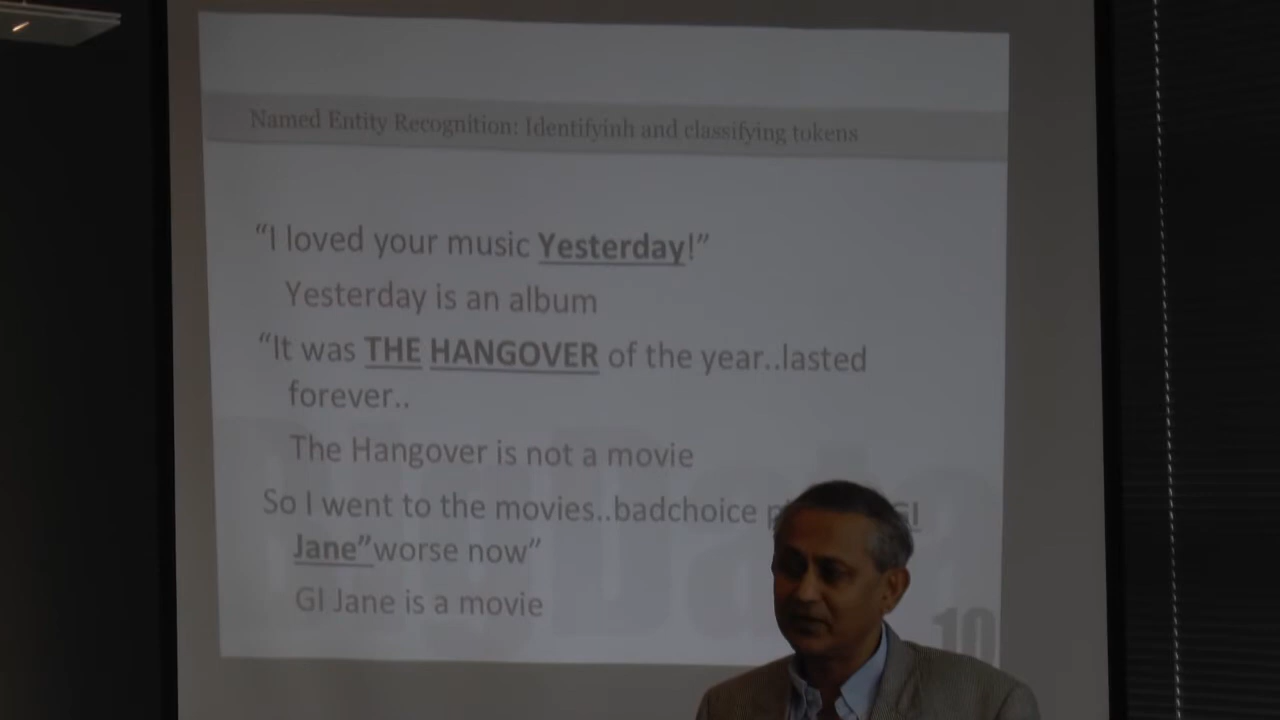 Named Entity Recognition: Identifyinh and classifying tokens
“I loved your music Yesterday!”
Yesterday is an album
“It was THE HANGOVER of the year..lasted
forever..
The Hangover is not a movie
So I went to the movies..badchoice GI
Jane”worse now”
GI Jane is a movie
10